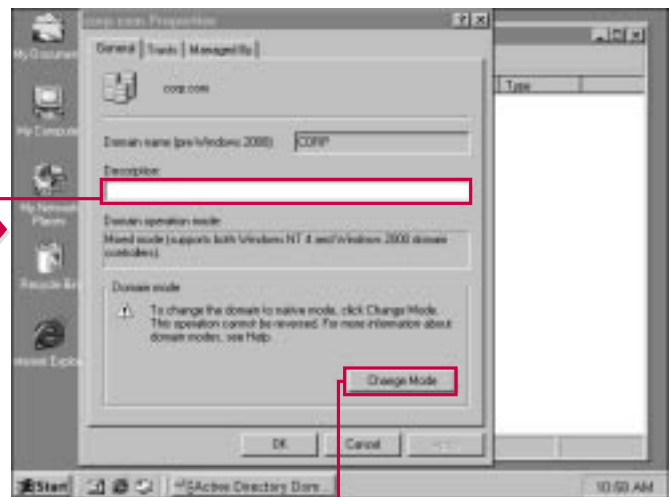 corp.com Properties
My Documents
General Trusts Managed By
Type
corp.com
My Computer
Domain name (pre-Windows 2000): CORP
Description:
My Network
Places
Domain operation mode:
Mixed mode (supports both Windows NT 4 and Windows 2000 domain
controllers).
Recycle Bin
Domain mode
To change the domain to native mode, click Change Mode.
This operation cannot be reversed. For more information about
domain modes, see Help.
Internet Explo
Change Mode
OK Cancel
Start Active Directory Dom... 10:50 AM